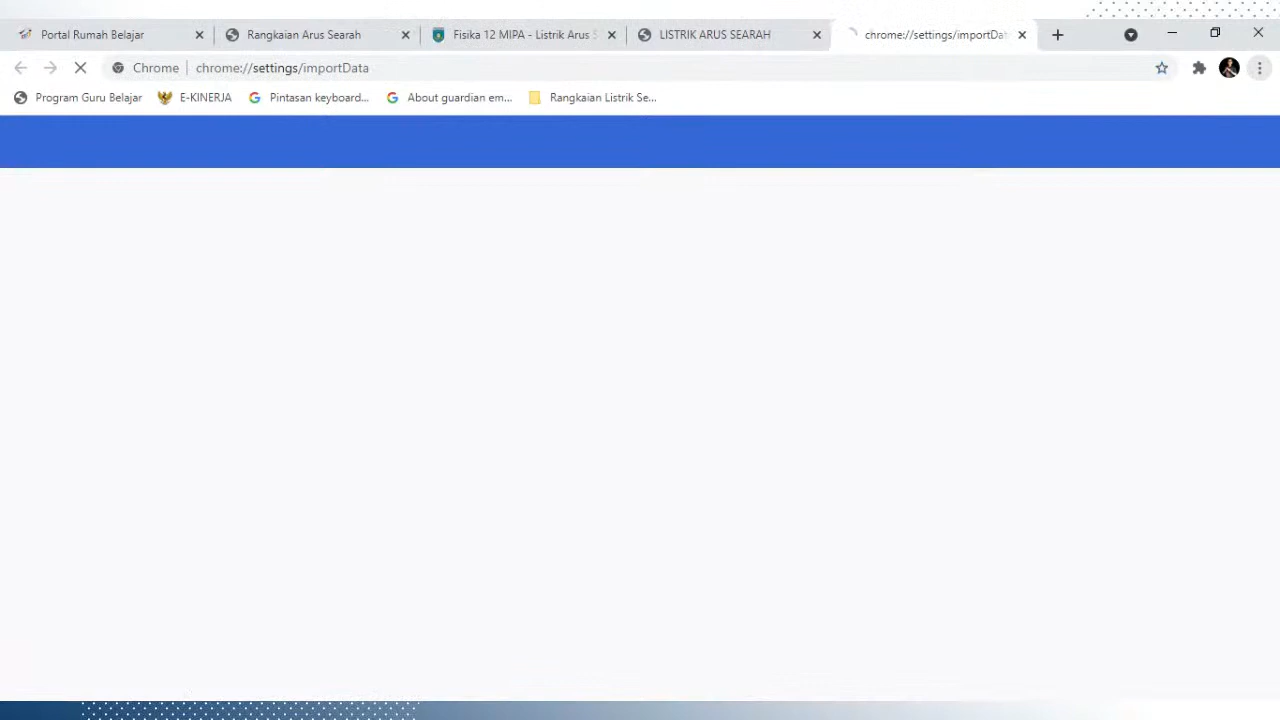 Portal Rumah Belajar
Rangkaian Arus Searah
Fisika 12 MIPA - Listrik Arus S
LISTRIK ARUS SEARAH
chrome://settings/importDat
Chrome | chrome://settings/importData
Program Guru Belajar
E-KINERJA
Pintasan keyboard...
About guardian em...
Rangkaian Listrik Se...